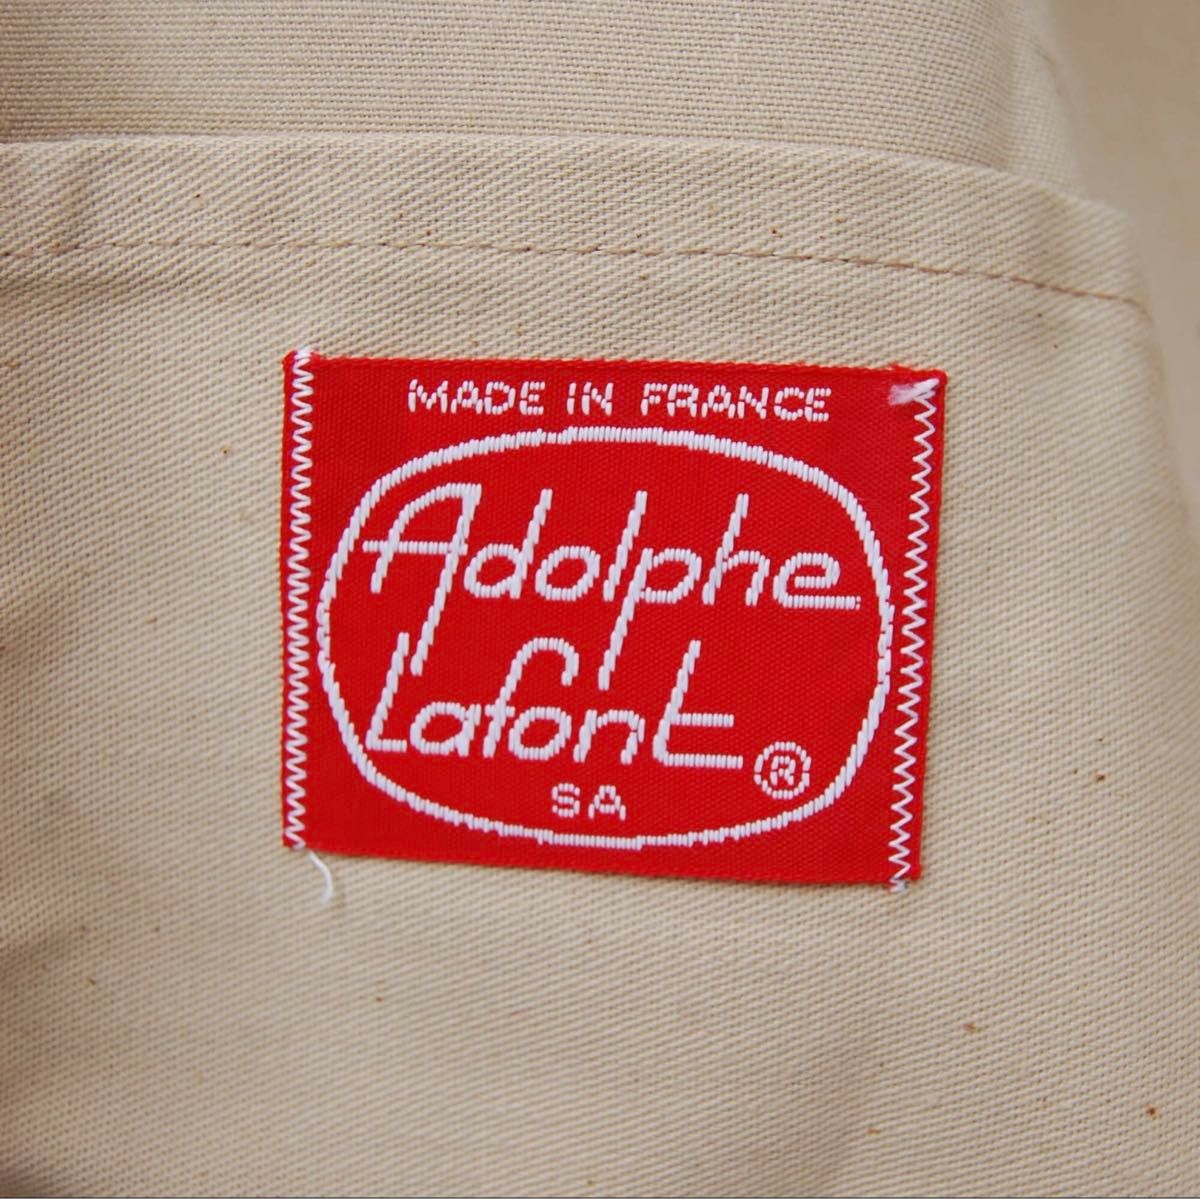 MADE IN FRANCE
Adolphe
Lafont ®
SA